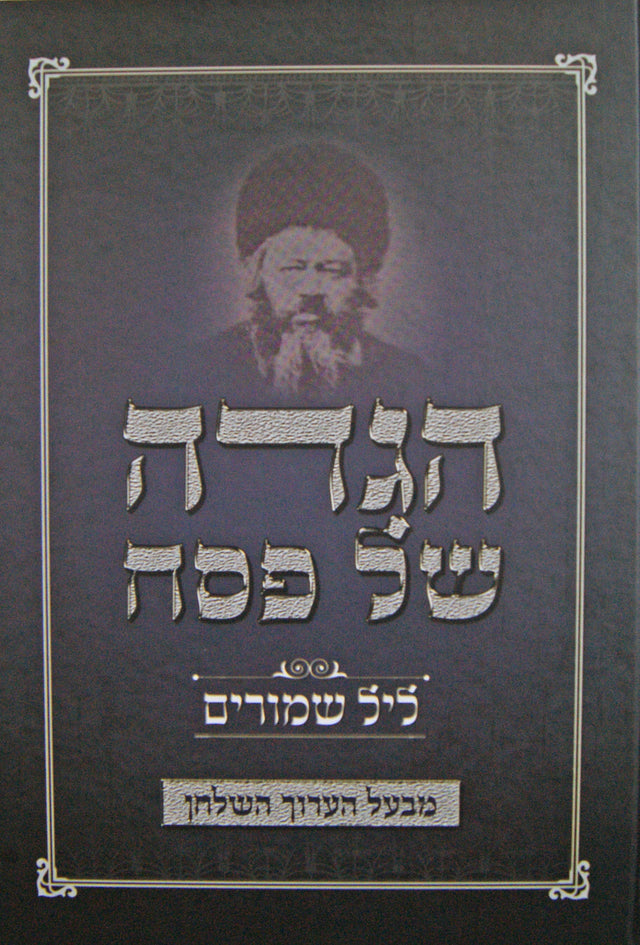 הגדה
של פסח
ליל שמורים
מבעל הערוך השלחן